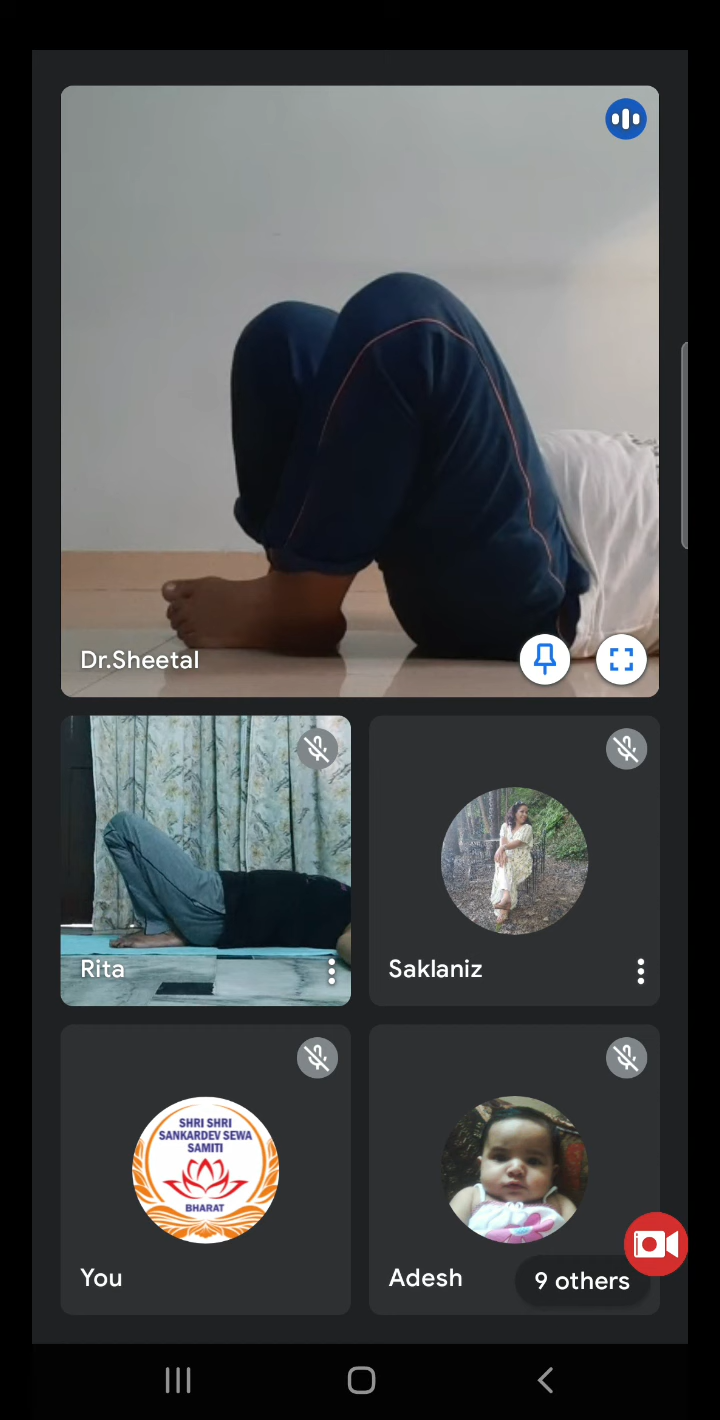 Dr.Sheetal
Rita
Saklaniz
SHRI SHRI
SANKARDEV SEWA
SAMITI
BHARAT
You
Adesh
9 others